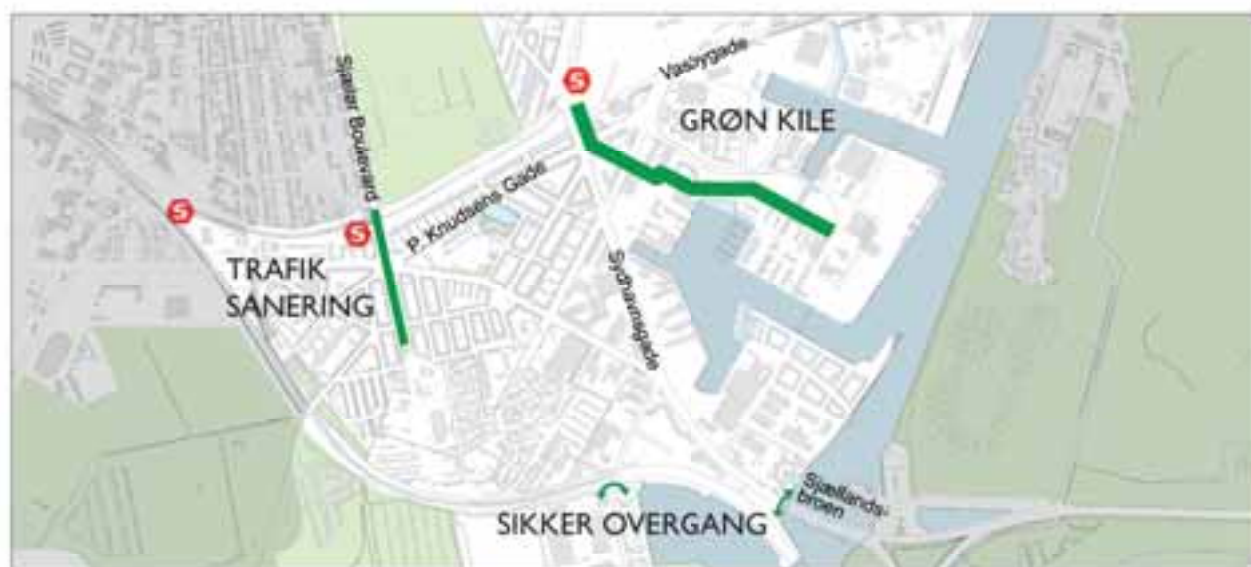 Sjælør Boulevard
S
Vasbygade
GRØN KILE
S
S
P. Knudsens Gade
TRAFIK
SANERING
Sydhavnsgade
Sjællands-
broen
SIKKER OVERGANG